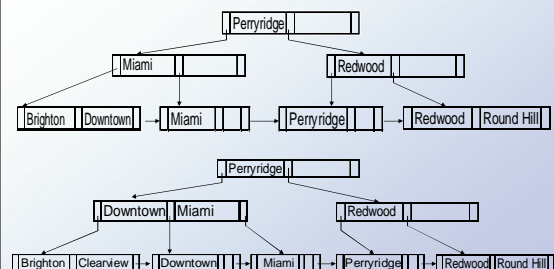 Perryridge
Miami Redwood
Brighton Downtown Miami Perryridge Redwood Round Hill
Perryridge
Downtown Miami Redwood
Brighton Clearview Downtown Miami Perryridge Redwood Round Hill